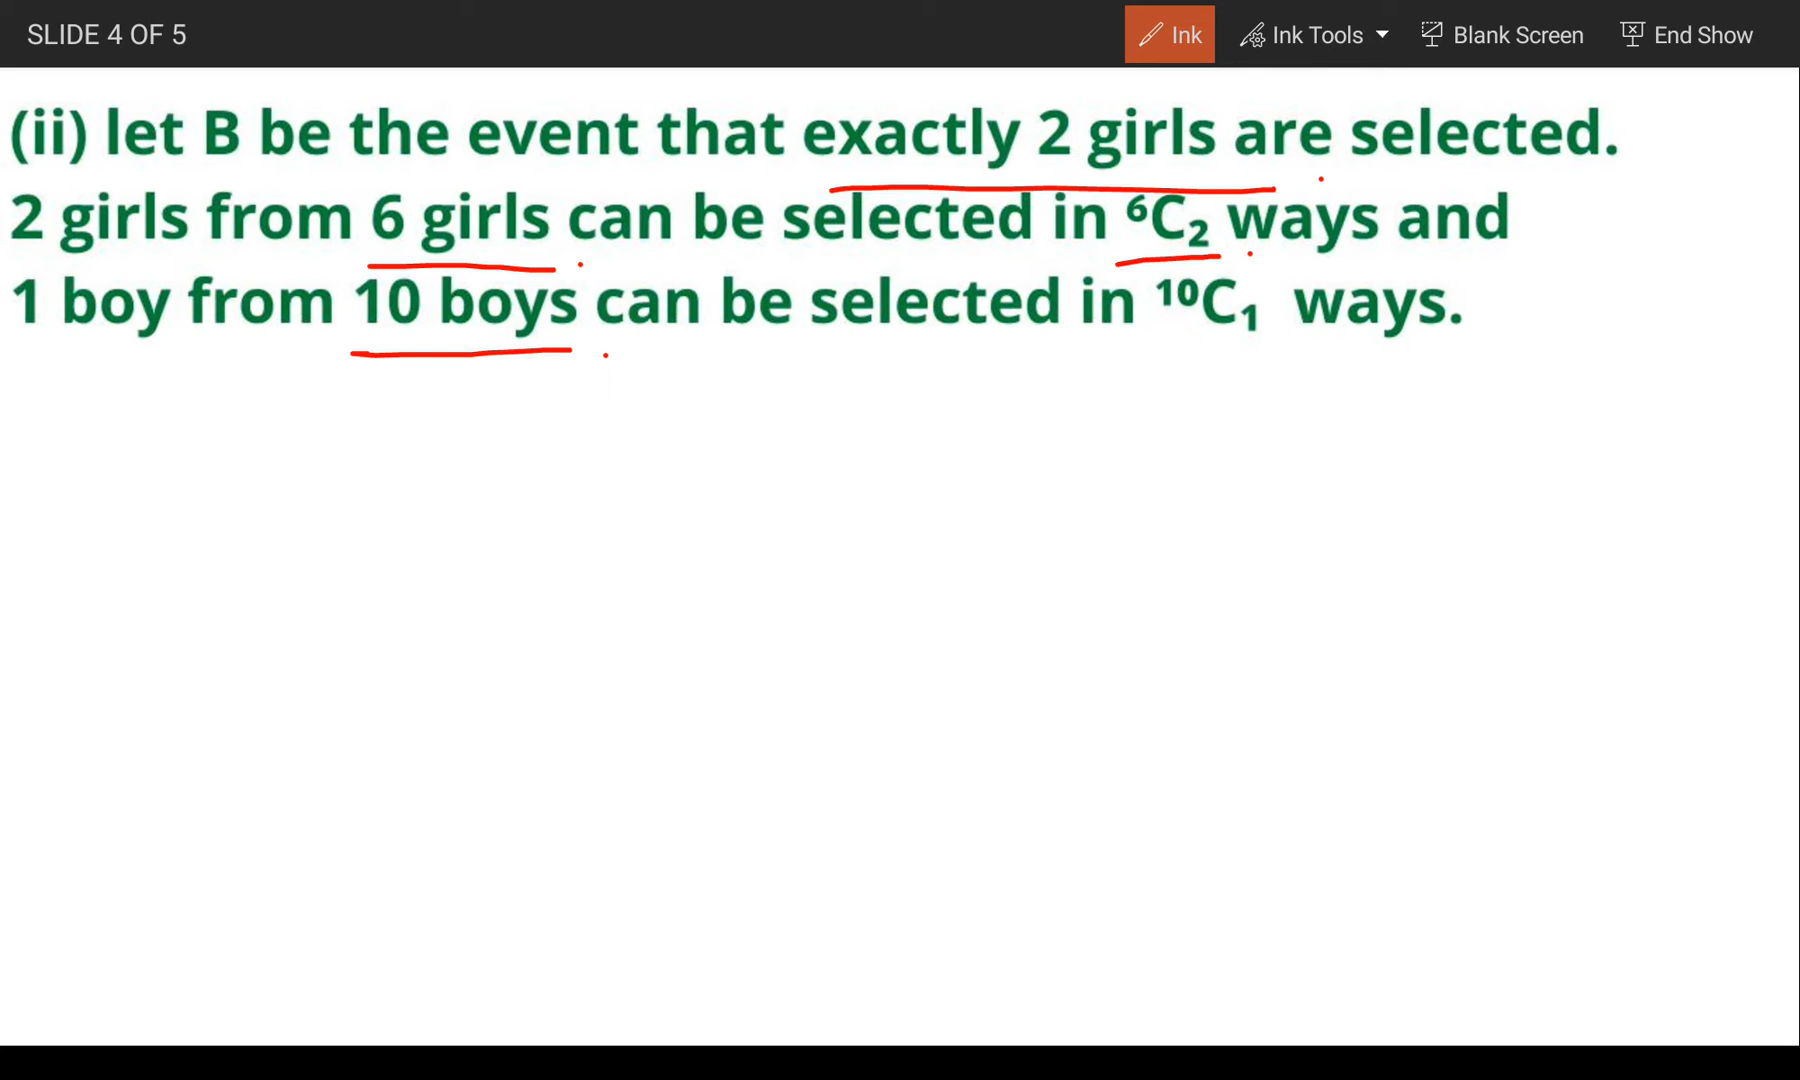 SLIDE 4 OF 5 Ink Ink Tools Blank Screen End Show
(ii) let B be the event that exactly 2 girls are selected.
2 girls from 6 girls can be selected in ⁶C₂ ways and
1 boy from 10 boys can be selected in ¹⁰C₁ ways.